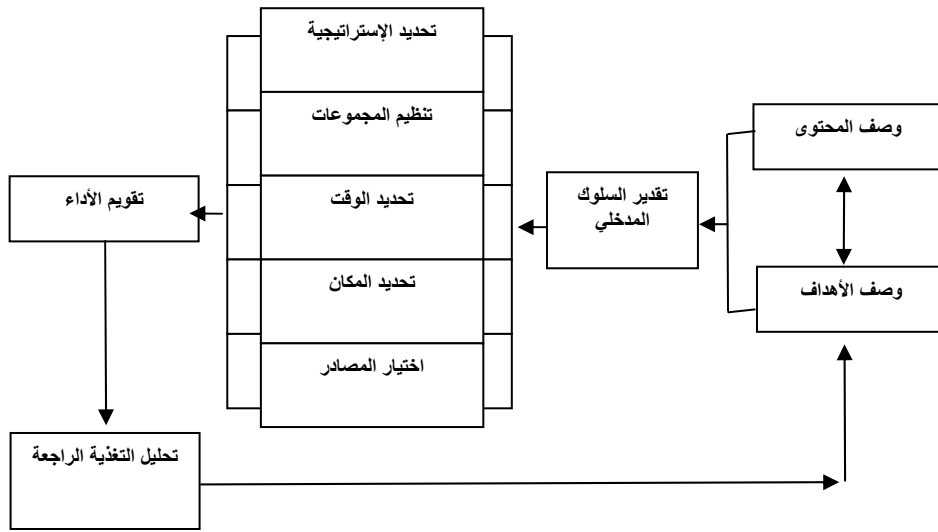 وصف المحتوى
وصف الأهداف
تقدير السلوك
المدخلي
تحديد الإستراتيجية
تنظيم المجموعات
تحديد الوقت
تحديد المكان
اختيار المصادر
تقويم الأداء
تحليل التغذية الراجعة